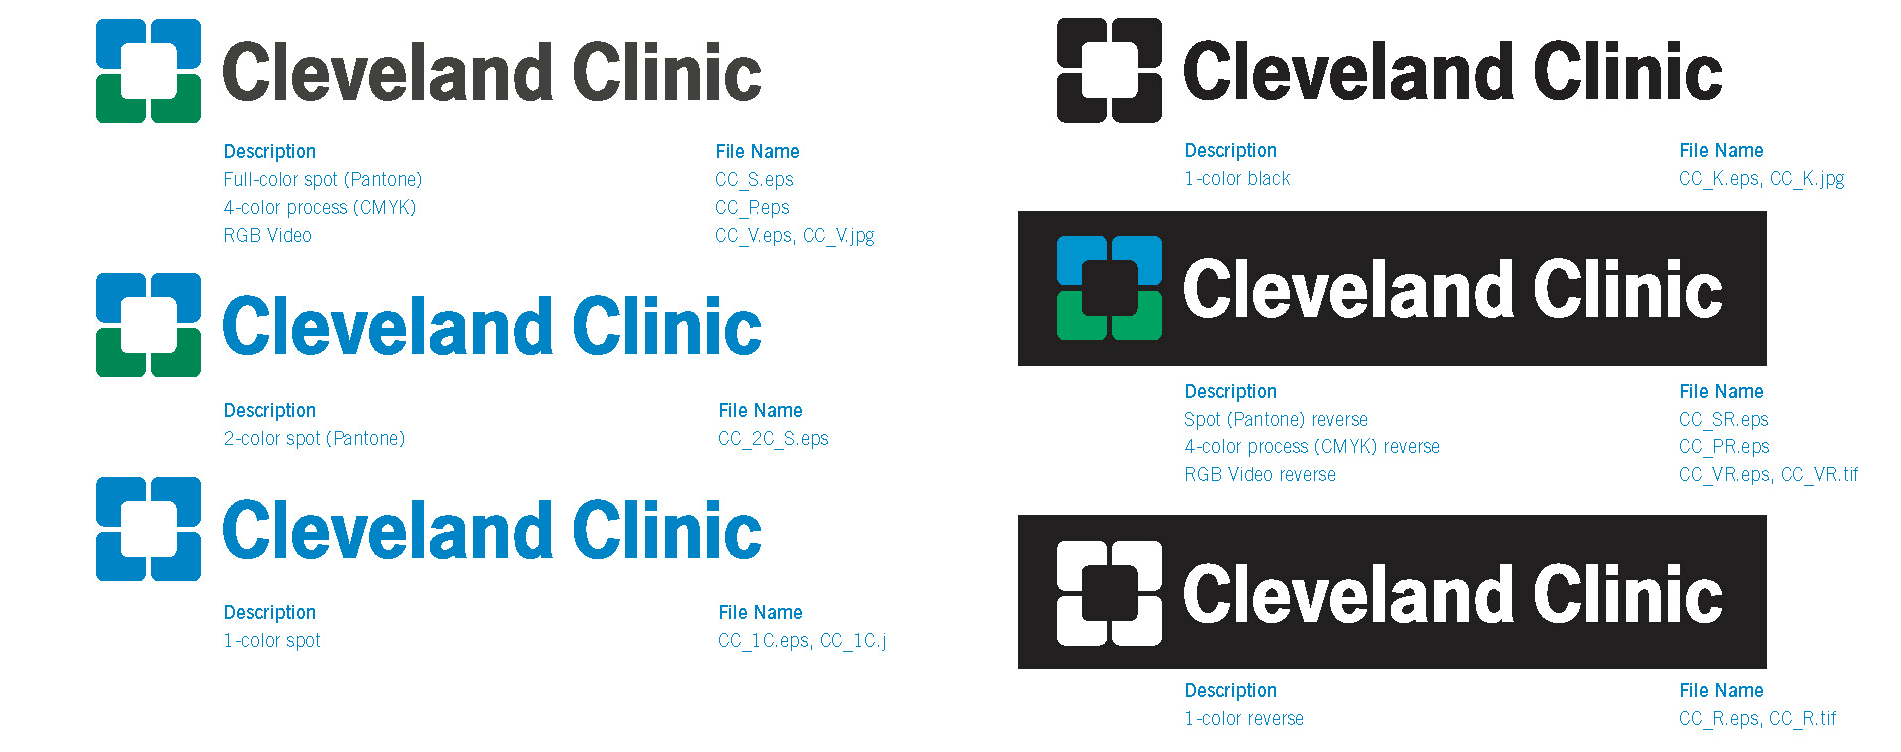 Cleveland Clinic
Description File Name
Full-color spot (Pantone) CC_S.eps
4-color process (CMYK) CC_P.eps
RGB Video CC_V.eps, CC_V.jpg
Cleveland Clinic
Description File Name
2-color spot (Pantone) CC_2C_S.eps
Cleveland Clinic
Description File Name
1-color spot CC_1C.eps, CC_1C.j
Cleveland Clinic
Description File Name
1-color black CC_K.eps, CC_K.jpg
Cleveland Clinic
Description File Name
Spot (Pantone) reverse CC_SR.eps
4-color process (CMYK) reverse CC_PR.eps
RGB Video reverse CC_VR.eps, CC_VR.tif
Cleveland Clinic
Description File Name
1-color reverse CC_R.eps, CC_R.tif